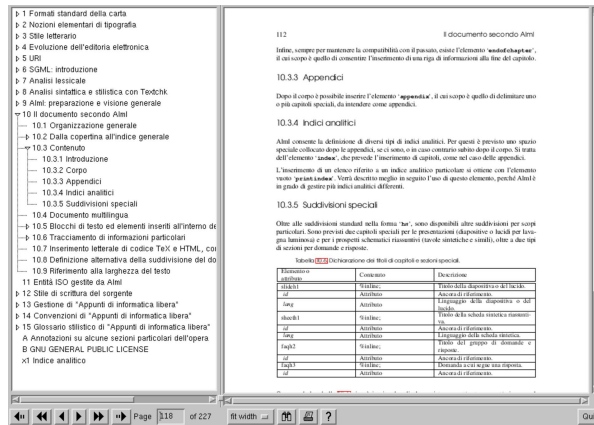 1 Formati standard della carta
2 Nozioni elementari di tipografia
3 Stile letterario
4 Evoluzione dell'editoria elettronica
5 URI
6 SGML: introduzione
7 Analisi lessicale
8 Analisi sintattica e stilistica con Textchk
9 Alml: preparazione e visione generale
10 Il documento secondo Alml
10.1 Organizzazione generale
10.2 Dalla copertina all'indice generale
10.3 Contenuto
10.3.1 Introduzione
10.3.2 Corpo
10.3.3 Appendici
10.3.4 Indici analitici
10.3.5 Suddivisioni speciali
10.4 Documento multilingua
10.5 Blocchi di testo ed elementi inseriti all'interno de
10.6 Tracciamento di informazioni particolari
10.7 Inserimento letterale di codice TeX e HTML, co
10.8 Definizione alternativa della suddivisione del do
10.9 Riferimento alla larghezza del testo
11 Entità ISO gestite da Alml
12 Stile di scrittura del sorgente
13 Gestione di "Appunti di informatica libera"
14 Convenzioni di "Appunti di informatica libera"
15 Glossario stilistico di "Appunti di informatica libera"
A Annotazioni su alcune sezioni particolari dell'opera
B GNU GENERAL PUBLIC LICENSE
x1 Indice analitico
112 Il documento secondo Alml
Infine, sempre per mantenere la compatibilità con il passato, esiste l'elemento 'endofchapter',
il cui scopo è quello di consentire l'inserimento di una riga di informazioni alla fine del capitolo.
10.3.3 Appendici
Dopo il corpo è possibile inserire l'elemento 'appendix', il cui scopo è quello di delimitare uno
o più capitoli speciali, da intendere come appendici.
10.3.4 Indici analitici
Alml consente la definizione di diversi tipi di indici analitici. Per questi è previsto uno spazio
speciale collocato dopo le appendici, se ci sono, o in caso contrario subito dopo il corpo. Si tratta
dell'elemento 'index', che prevede l'inserimento di capitoli, come nel caso delle appendici.
L'inserimento di un elenco riferito a un indice analitico particolare si ottiene con l'elemento
vuoto 'printindex'. Verrà descritto meglio in seguito l'uso di questo elemento, perché Alml è
in grado di gestire più indici analitici differenti.
10.3.5 Suddivisioni speciali
Oltre alle suddivisioni standard nella forma 'hn', sono disponibili altre suddivisioni per scopi
particolari. Sono previsti due capitoli speciali per le presentazioni (diapositive o lucidi per lava-
gna luminosa) e per i prospetti schematici riassuntivi (tavole sintetiche e simili), oltre a due tipi
di sezioni per domande e risposte.
Tabella 10.6 Dichiarazione dei titoli di capitoli e sezioni speciali.
Elemento o
attributo Contenuto Descrizione
slideh1 %inline; Titolo della diapositiva o del lucido.
id Attributo Ancora di riferimento.
lang Attributo Linguaggio della diapositiva o del
lucido.
sheeth1 %inline; Titolo della scheda sintetica riassunti-
va.
id Attributo Ancora di riferimento.
lang Attributo Linguaggio della scheda sintetica.
faqh2 %inline; Titolo del gruppo di domande e
risposte.
id Attributo Ancora di riferimento.
faqh3 %inline; Domanda a cui segue una risposta.
id Attributo Ancora di riferimento.
Page 118 of 227 fit width ? Qui